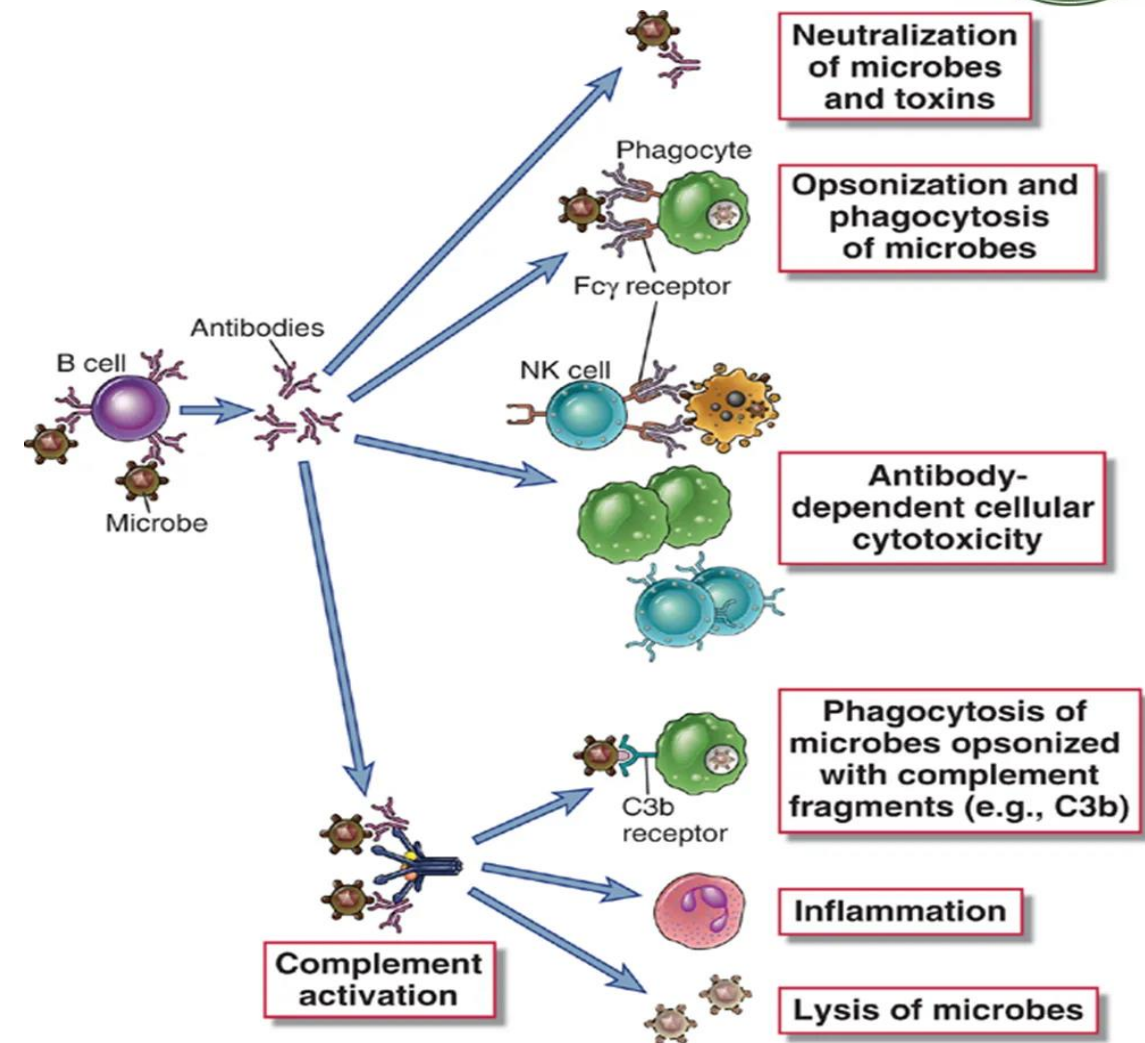 Neutralization
of microbes
and toxins
Phagocyte
Opsonization and
phagocytosis
of microbes
Fcγ receptor
Antibodies
B cell
NK cell
Microbe
Antibody-
dependent cellular
cytotoxicity
Phagocytosis of
microbes opsonized
with complement
fragments (e.g., C3b)
C3b
receptor
Inflammation
Complement
activation
Lysis of microbes